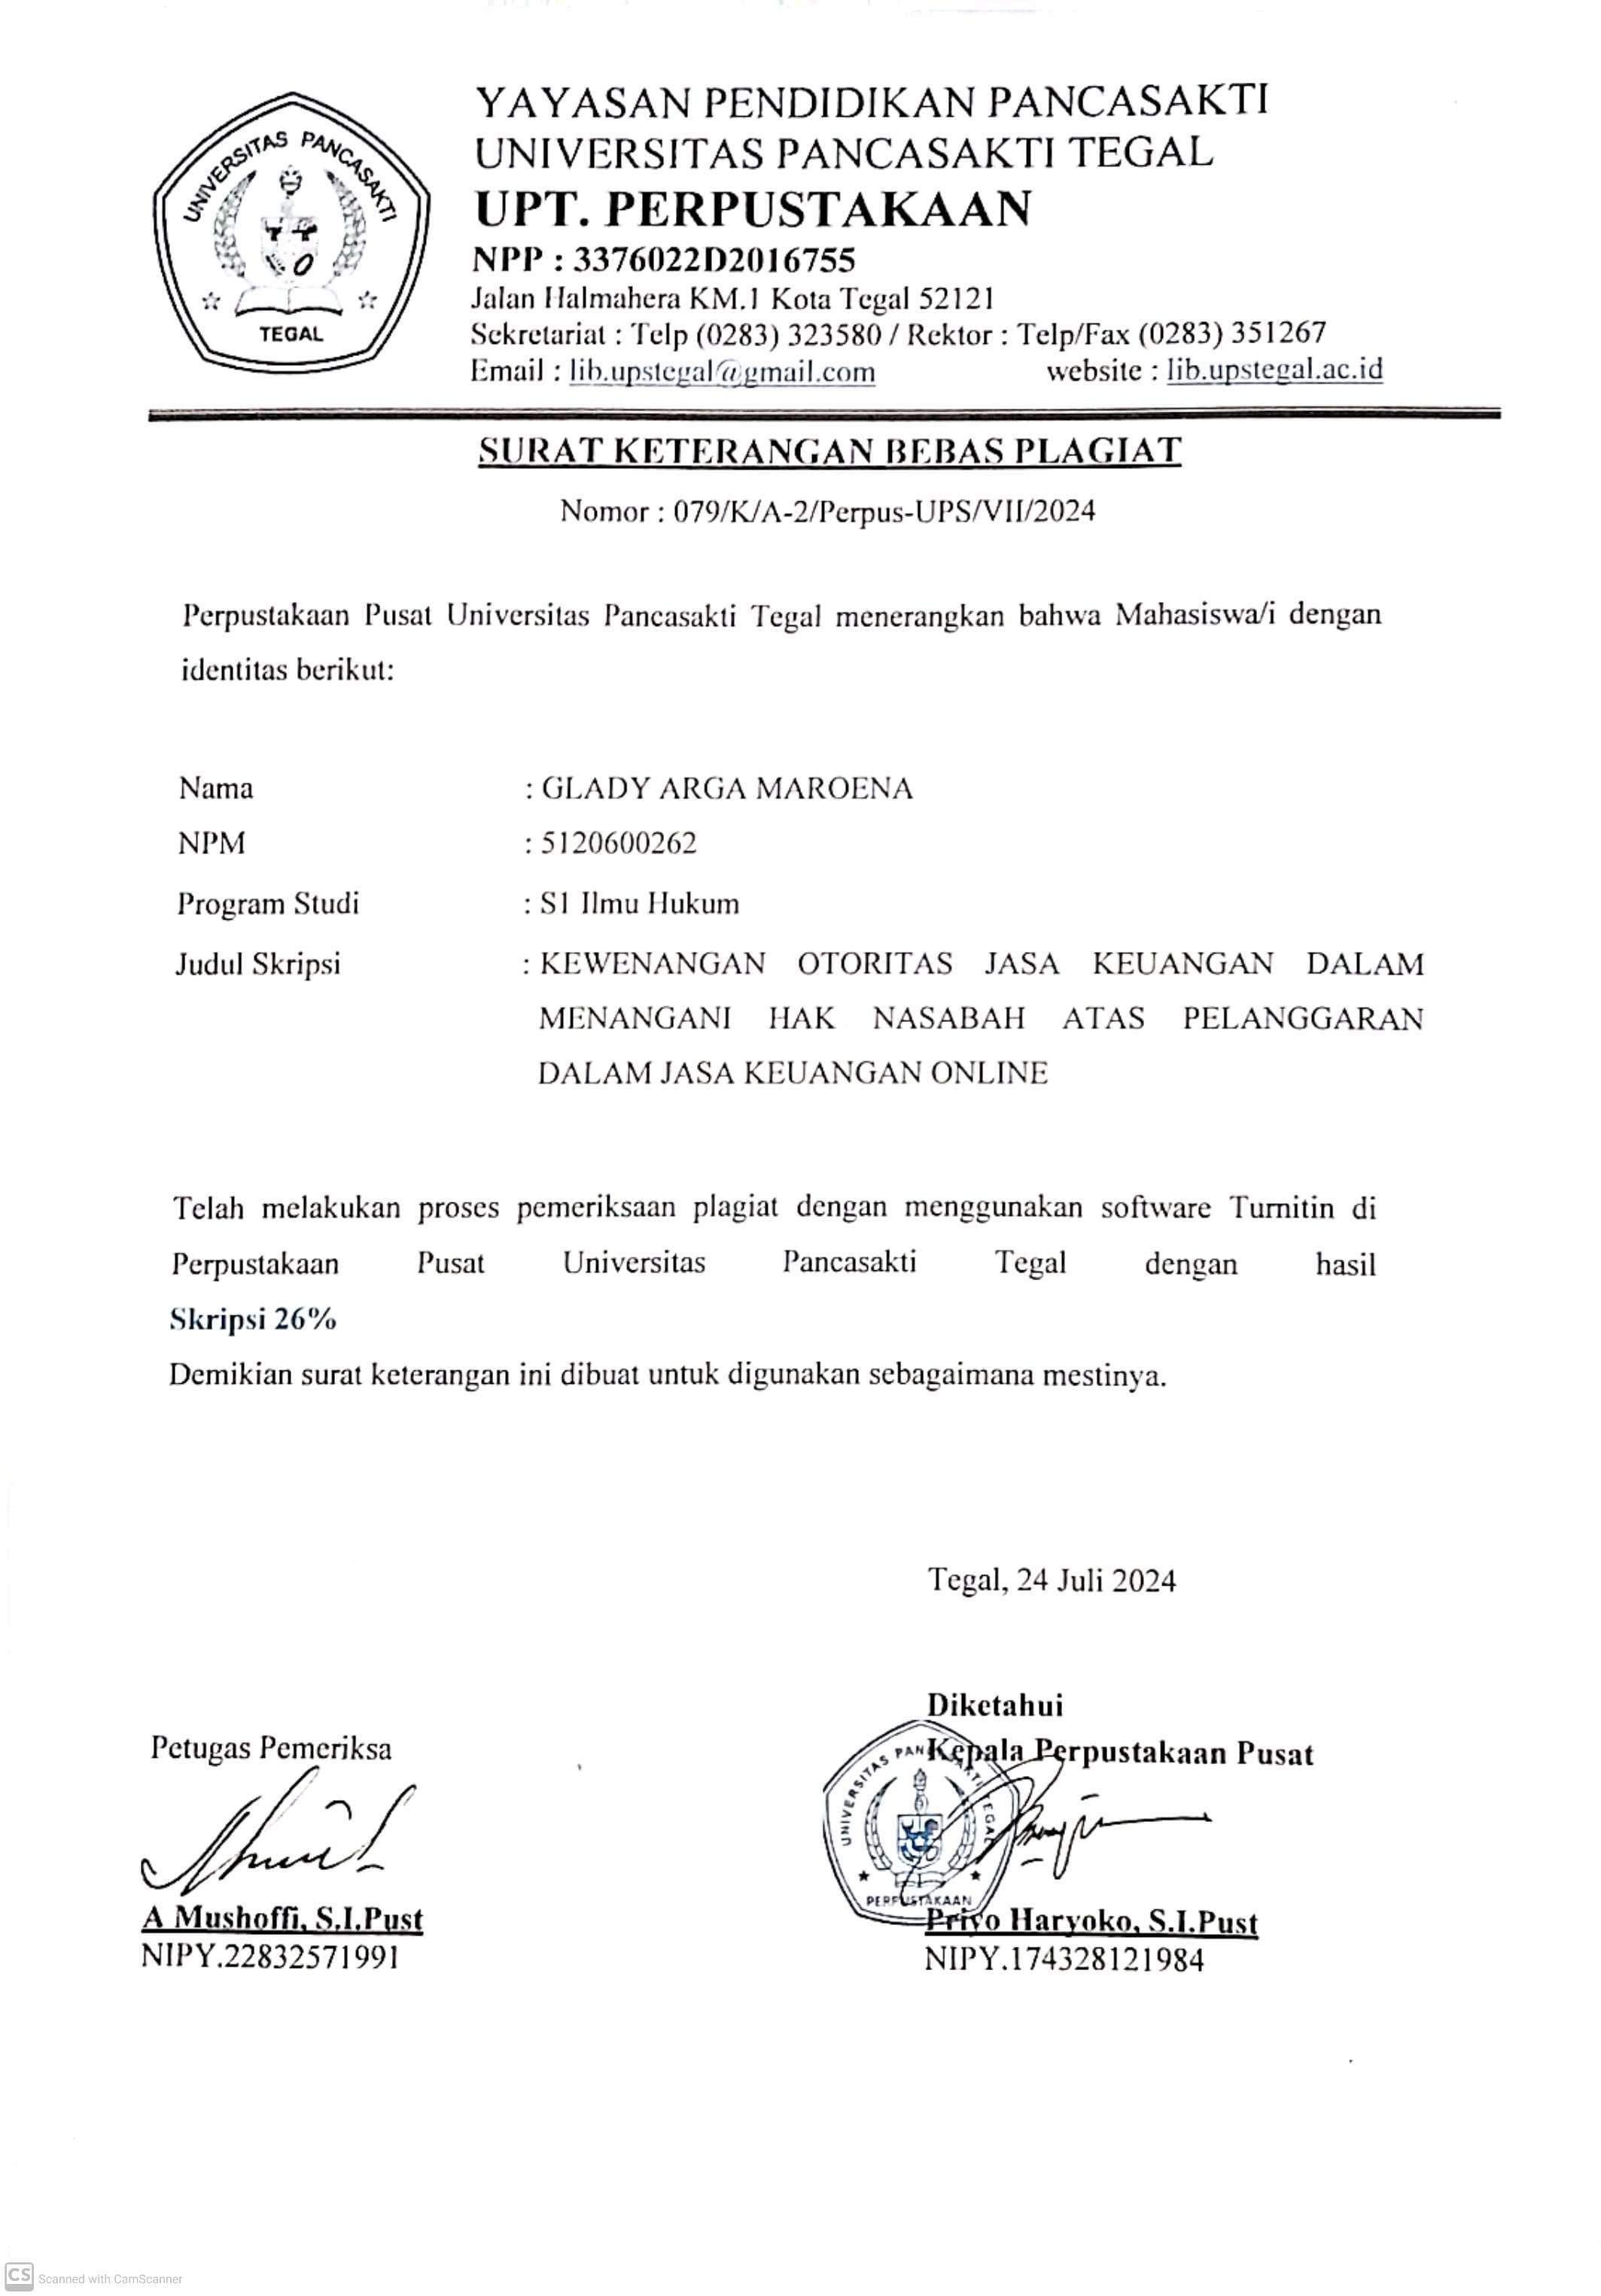 UNIVERSITAS PANCASAKTI
TEGAL
YAYASAN PENDIDIKAN PANCASAKTI
UNIVERSITAS PANCASAKTI TEGAL
UPT. PERPUSTAKAAN
NPP : 3376022D2016755
Jalan Halmahera KM.1 Kota Tegal 52121
Sekretariat : Telp (0283) 323580 / Rektor : Telp/Fax (0283) 351267
Email : lib.upstegal@gmail.com website : lib.upstegal.ac.id
SURAT KETERANGAN BEBAS PLAGIAT
Nomor : 079/K/A-2/Perpus-UPS/VII/2024
Perpustakaan Pusat Universitas Pancasakti Tegal menerangkan bahwa Mahasiswa/i dengan
identitas berikut:
Nama : GLADY ARGA MAROENA
NPM : 5120600262
Program Studi : S1 Ilmu Hukum
Judul Skripsi : KEWENANGAN OTORITAS JASA KEUANGAN DALAM
MENANGANI HAK NASABAH ATAS PELANGGARAN
DALAM JASA KEUANGAN ONLINE
Telah melakukan proses pemeriksaan plagiat dengan menggunakan software Turnitin di
Perpustakaan Pusat Universitas Pancasakti Tegal dengan hasil
Skripsi 26%
Demikian surat keterangan ini dibuat untuk digunakan sebagaimana mestinya.
Tegal, 24 Juli 2024
Diketahui
Petugas Pemeriksa
Kepala Perpustakaan Pusat
UNIVERSITAS PANCASAKTI TEGAL
PERPUSTAKAAN
A Mushoffi, S.I.Pust
NIPY.22832571991
Priyo Haryoko, S.I.Pust
NIPY.174328121984
CS Scanned with CamScanner